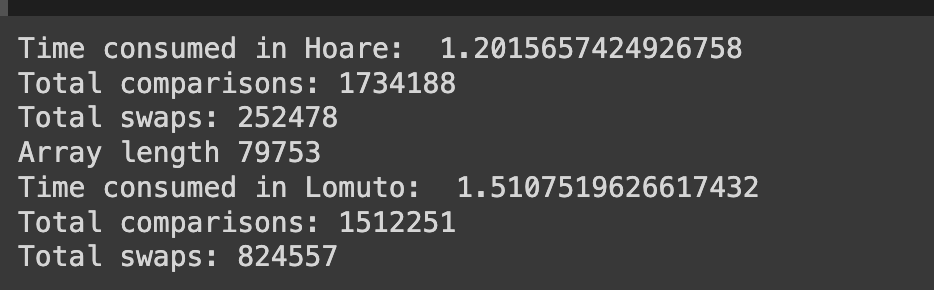 Time consumed in Hoare:  1.2015657424926758
Total comparisons: 1734188
Total swaps: 252478
Array length 79753
Time consumed in Lomuto:  1.5107519626617432
Total comparisons: 1512251
Total swaps: 824557